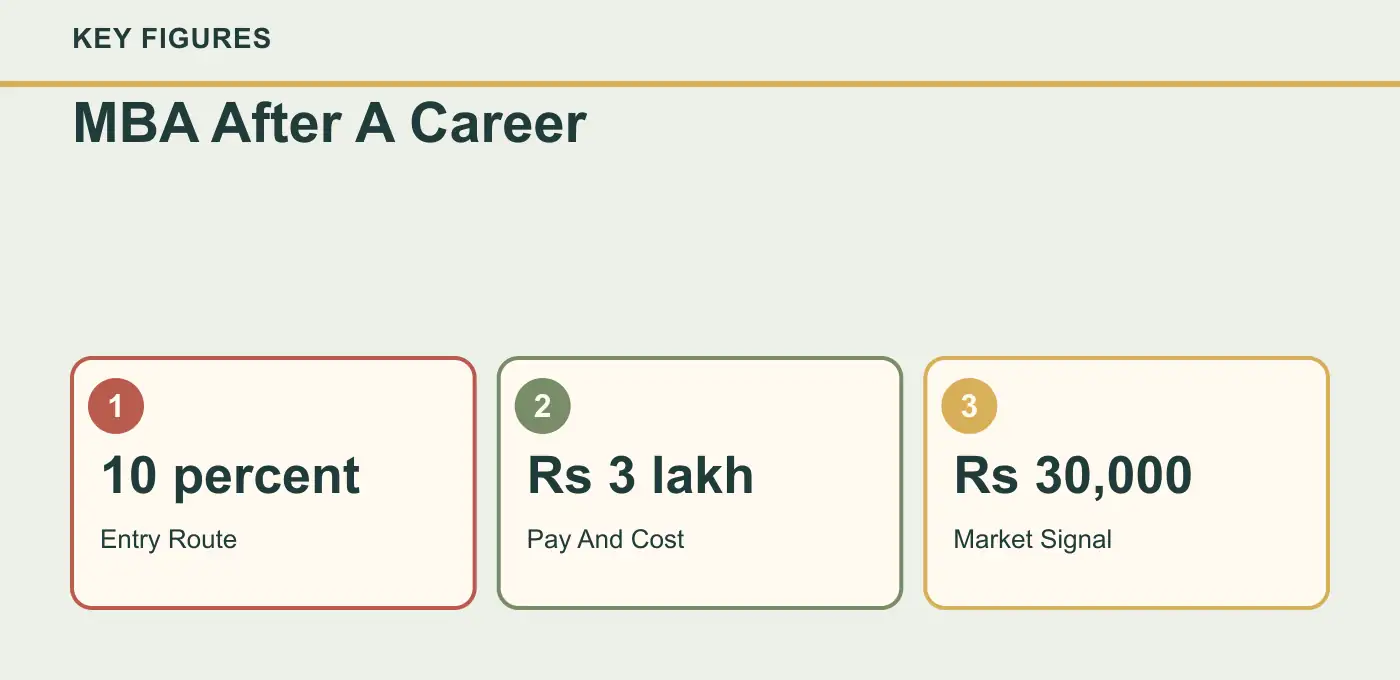 KEY FIGURES
MBA After A Career
1
10 percent
Entry Route
2
Rs 3 lakh
Pay And Cost
3
Rs 30,000
Market Signal